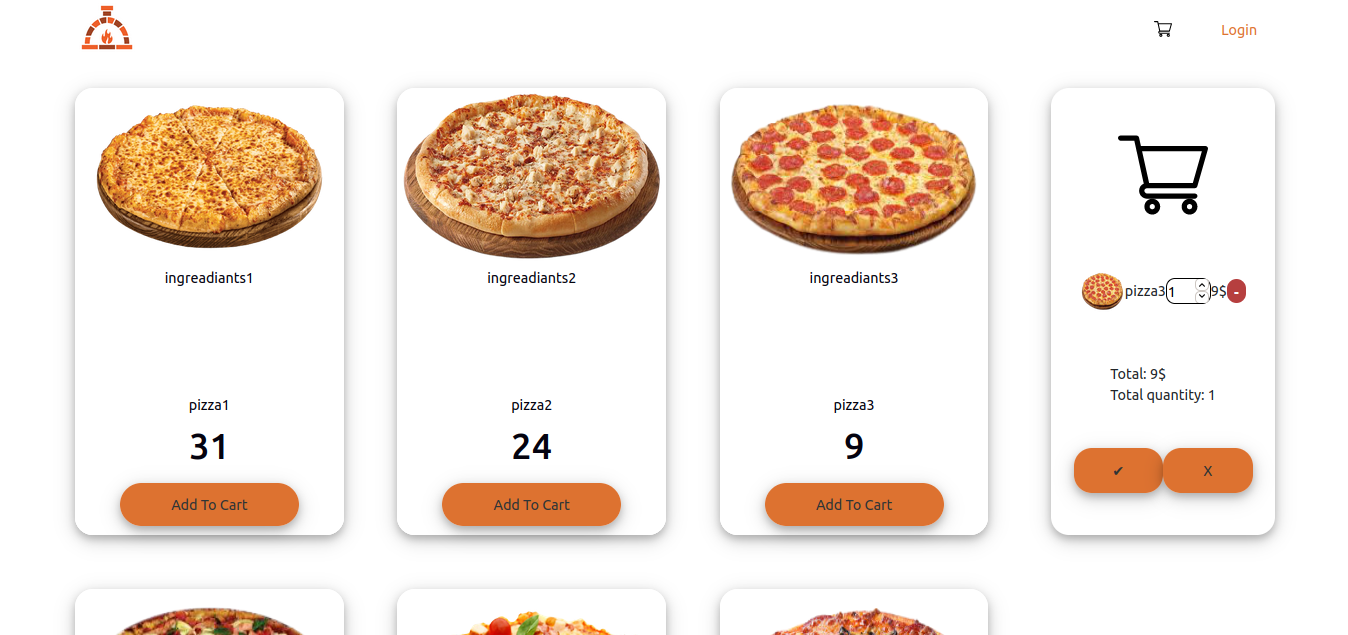 Login
ingreadiants1
pizza1
31
Add To Cart
ingreadiants2
pizza2
24
Add To Cart
ingreadiants3
pizza3
9
Add To Cart
pizza3 1 9$ -
Total: 9$
Total quantity: 1
✔ X